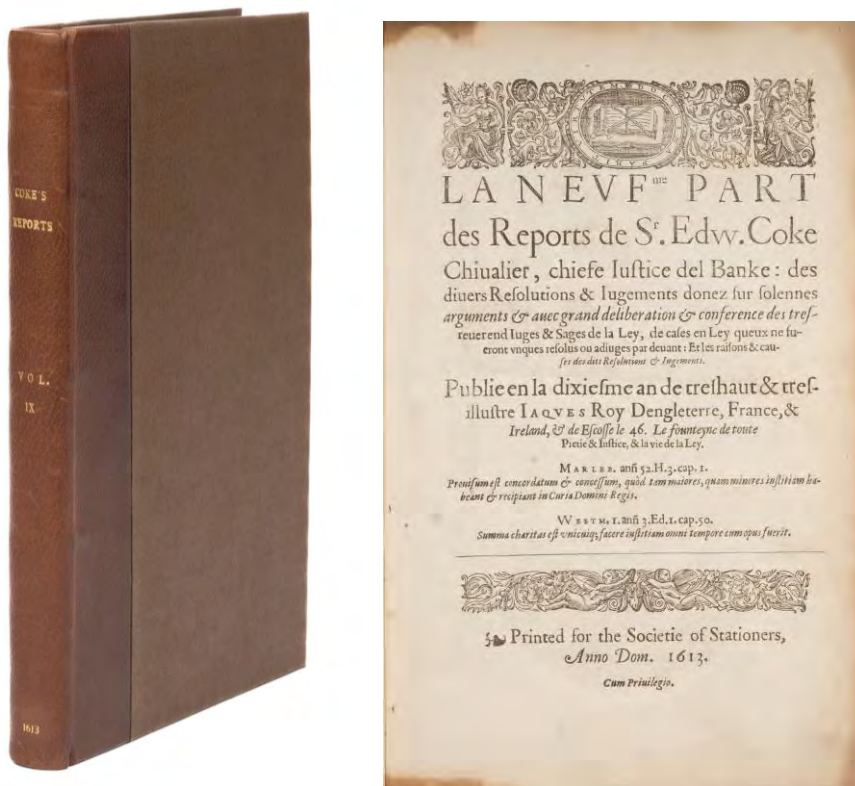 COKE'S
REPORTS
VOL.
IX
1613
LA NEVFme PART
des Reports de Sr. Edw. Coke
Chiualier, chiefe Iuſtice del Banke: des
diuers Reſolutions & Iugements donez ſur ſolennes
arguments & auec grand deliberation & conference des treſ-
reuerend Iuges & Sages de la Ley, de caſes en Ley queux ne fu-
eront vnques reſolus ou adiuges par deuant: Et les raiſons & cau-
ſes des dits Reſolutions & Iugements.
Publie en la dixieſme an de treſhaut & treſ-
illuſtre IAQVES Roy Dengleterre, France, &
Ireland, & de Eſcoſſe le 46. Le founteyne de toute
Pietie & Iuſtice, & la vie de la Ley.
MARLEB. anñ 52.H.3.cap. 1.
Prouiſum eſt concordatum & conceſſum, quòd tam maiores, quam minores iuſtitiam ha-
beant & recipiant in Curia Domini Regis.
WESTM. 1. anñ 3.Ed.1.cap.50.
Summa charitas eſt vnicuiq; facere iuſtitiam omni tempore cum opus fuerit.
Printed for the Societie of Stationers,
Anno Dom. 1613.
Cum Priuilegio.